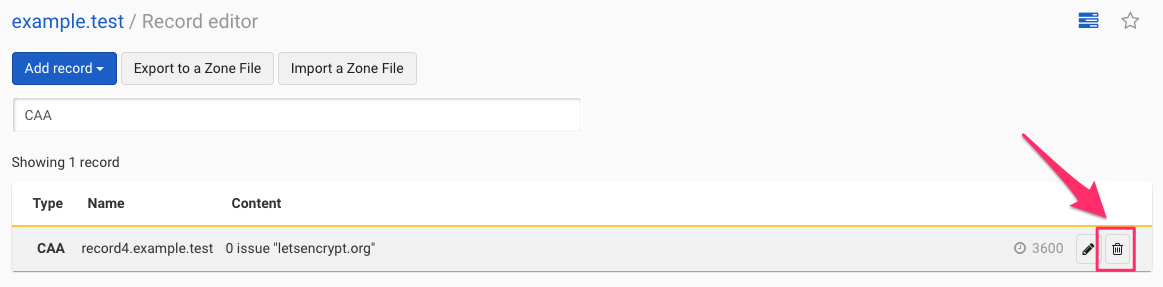 example.test / Record editor
Add record Export to a Zone File Import a Zone File
CAA
Showing 1 record
Type Name Content
CAA record4.example.test 0 issue "letsencrypt.org" 3600